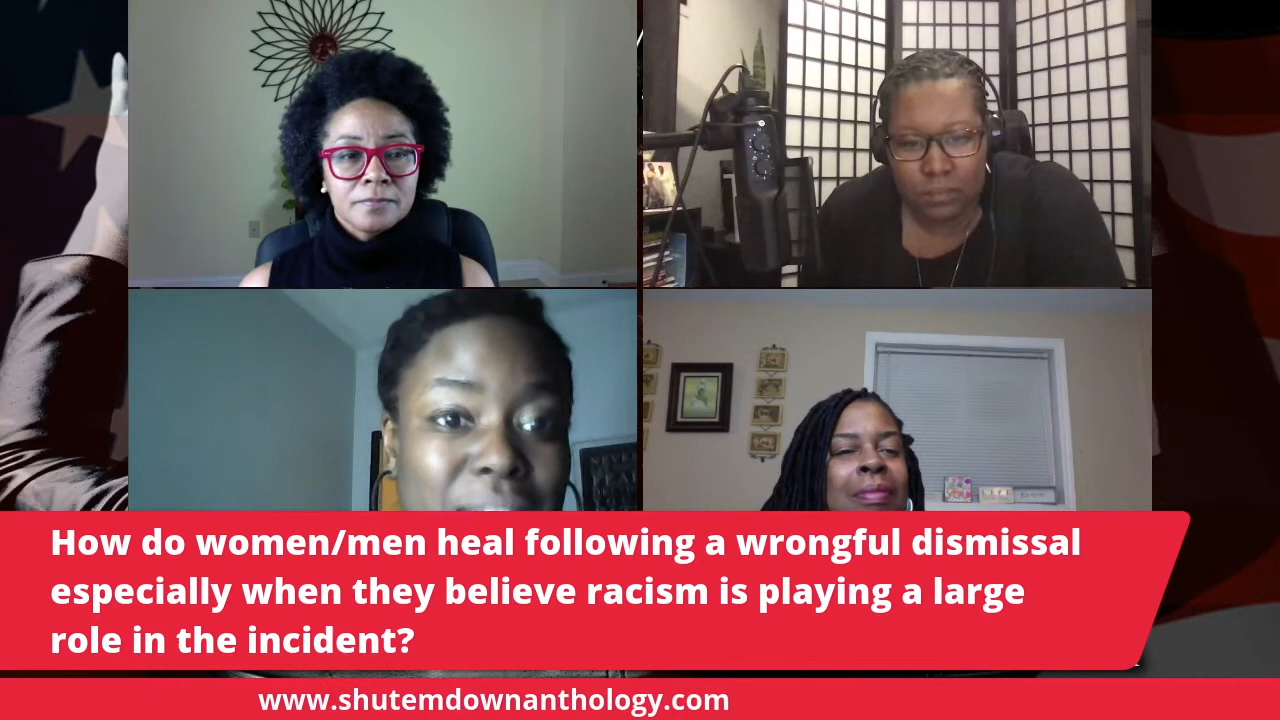 How do women/men heal following a wrongful dismissal
especially when they believe racism is playing a large
role in the incident?
www.shutemdownanthology.com